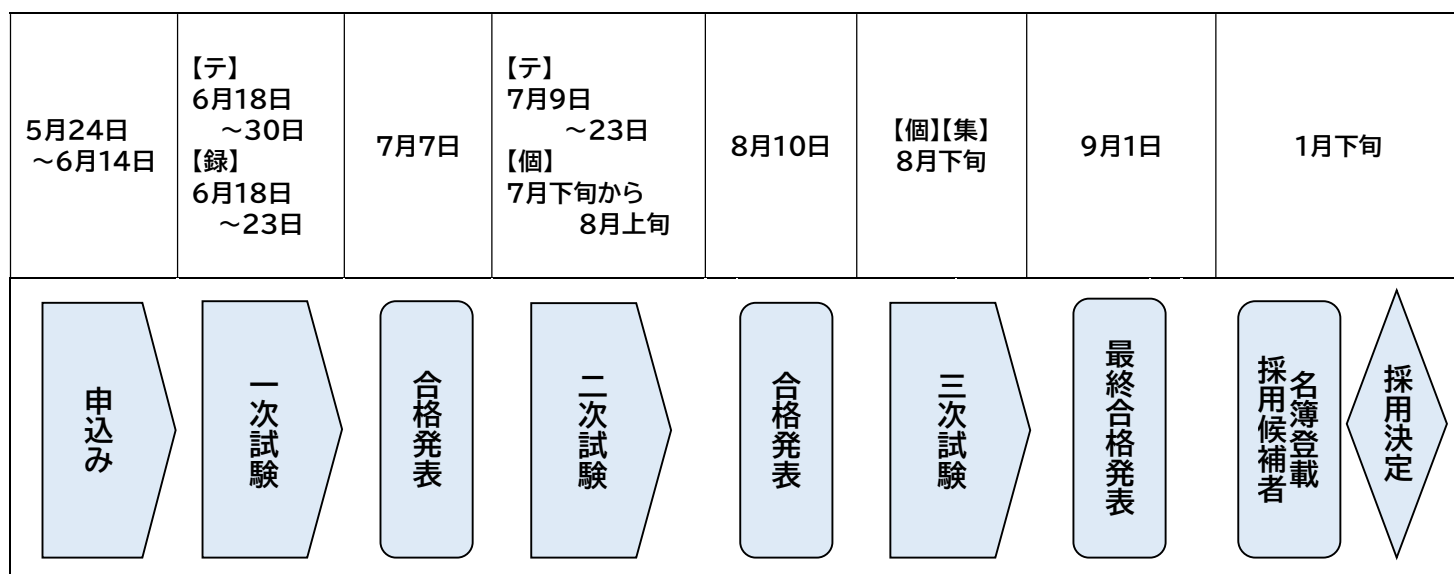 5月24日
~6月14日
【テ】
6月18日
~30日
【録】
6月18日
~23日
7月7日
【テ】
7月9日
~23日
【個】
7月下旬から
8月上旬
8月10日
【個】【集】
8月下旬
9月1日
1月下旬
申込み
一次試験
合格発表
二次試験
合格発表
三次試験
最終合格発表
名簿登載
採用候補者
採用決定